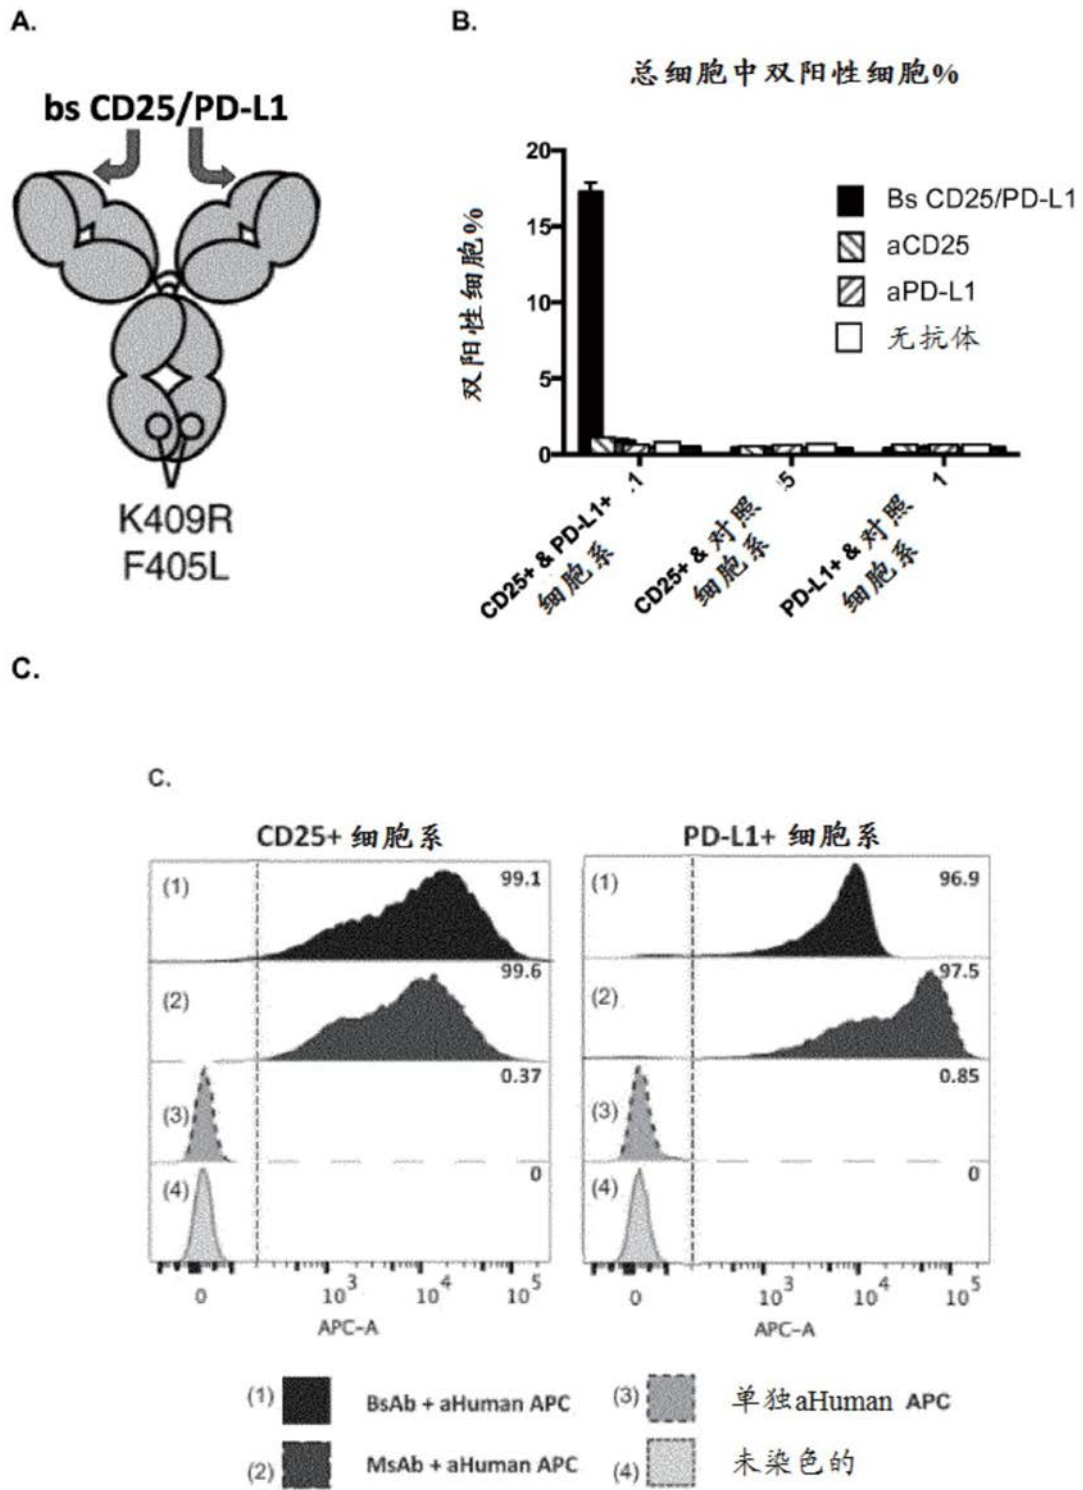 A.
bs CD25/PD-L1
K409R
F405L
B.
总细胞中双阳性细胞%
双阳性细胞%
20
15
10
5
0
Bs CD25/PD-L1
aCD25
aPD-L1
无抗体
CD25+ & PD-L1+
细胞系
.1
CD25+ & 对照
细胞系
5
PD-L1+ & 对照
细胞系
1
C.
C.
CD25+ 细胞系
(1)
99.1
(2)
99.6
(3)
0.37
(4)
0
0 10³ 10⁴ 10⁵
APC-A
PD-L1+ 细胞系
(1)
96.9
(2)
97.5
(3)
0.85
(4)
0
0 10³ 10⁴ 10⁵
APC-A
(1) BsAb + aHuman APC
(2) MsAb + aHuman APC
(3) 单独aHuman APC
(4) 未染色的